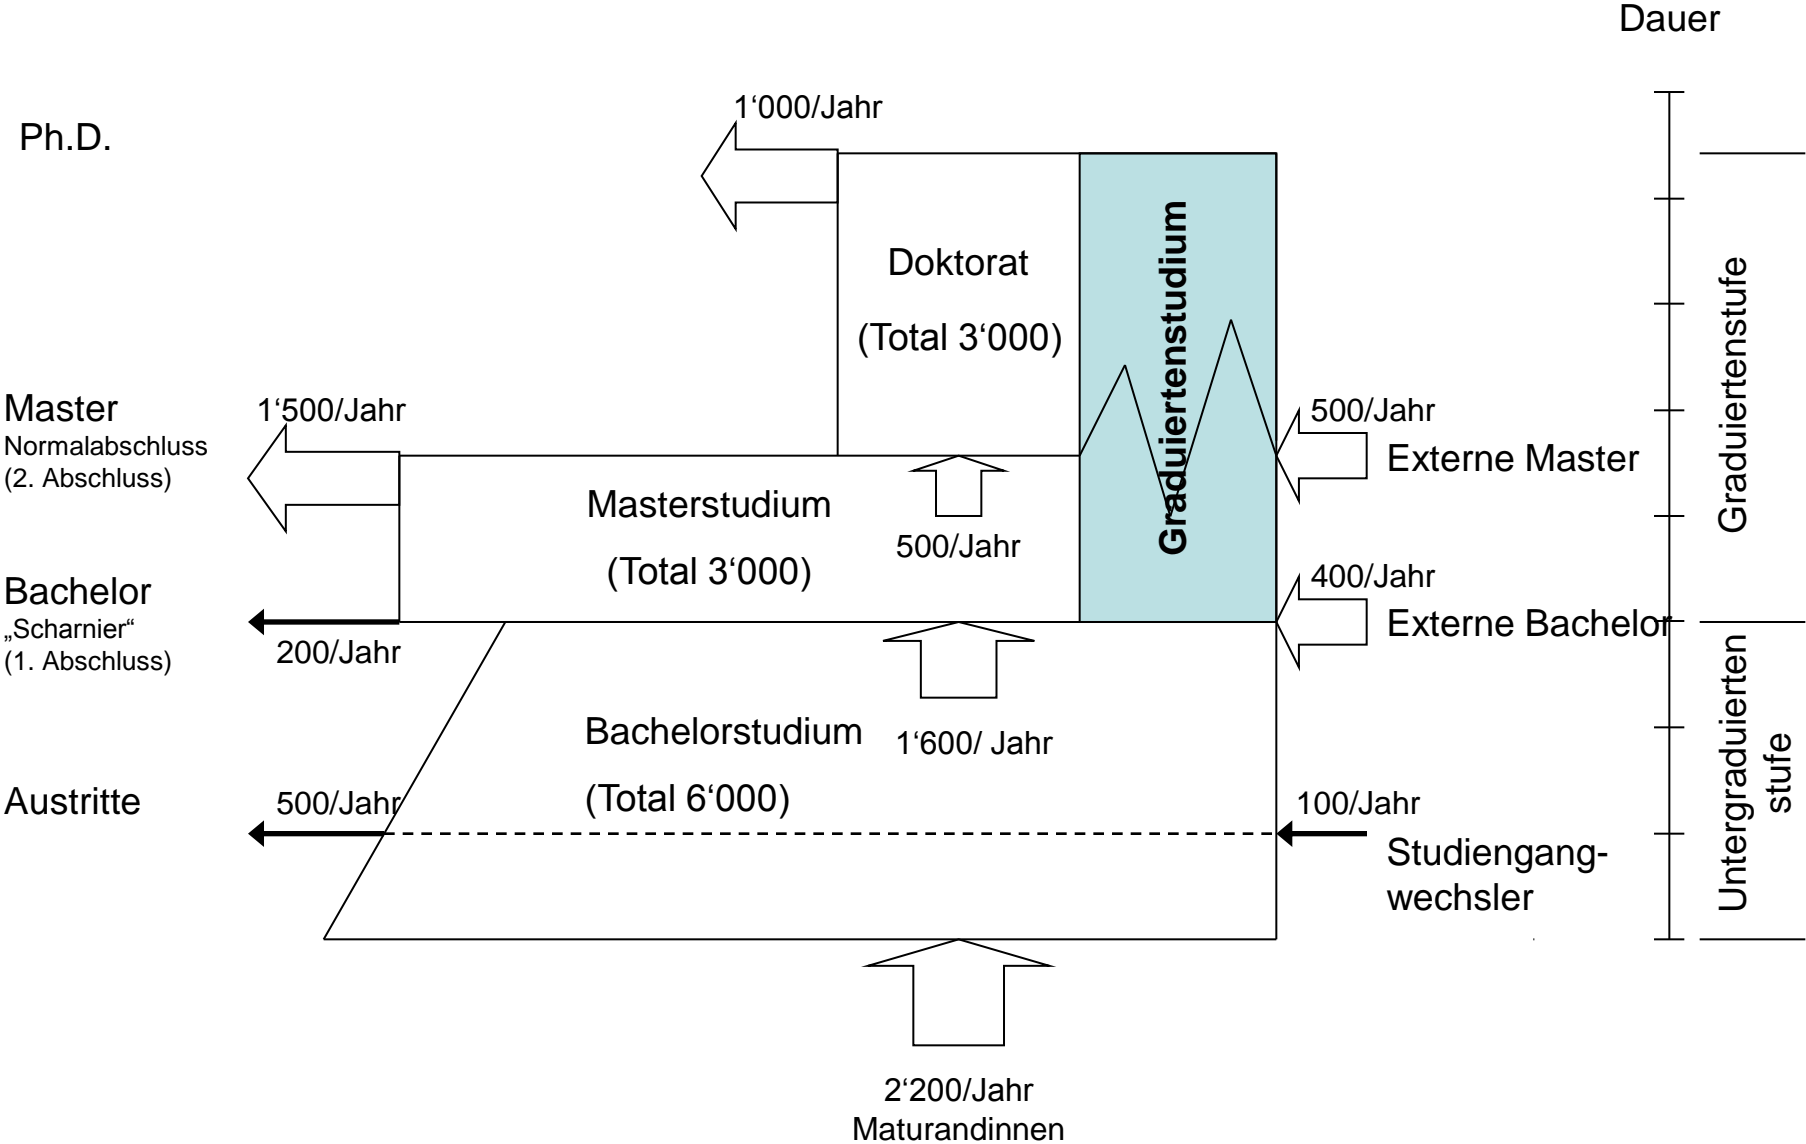 Dauer
1‘000/Jahr
Ph.D.
Doktorat
(Total 3‘000)
Graduiertenstudium
Graduiertenstufe
Master
Normalabschluss
(2. Abschluss)
1‘500/Jahr
500/Jahr
Externe Master
Masterstudium
(Total 3‘000)
500/Jahr
400/Jahr
Externe Bachelor
Bachelor
„Scharnier“
(1. Abschluss)
200/Jahr
Bachelorstudium
(Total 6‘000)
1‘600/ Jahr
Untergraduierten
stufe
Austritte
500/Jahr
100/Jahr
Studiengang-
wechsler
2‘200/Jahr
Maturandinnen